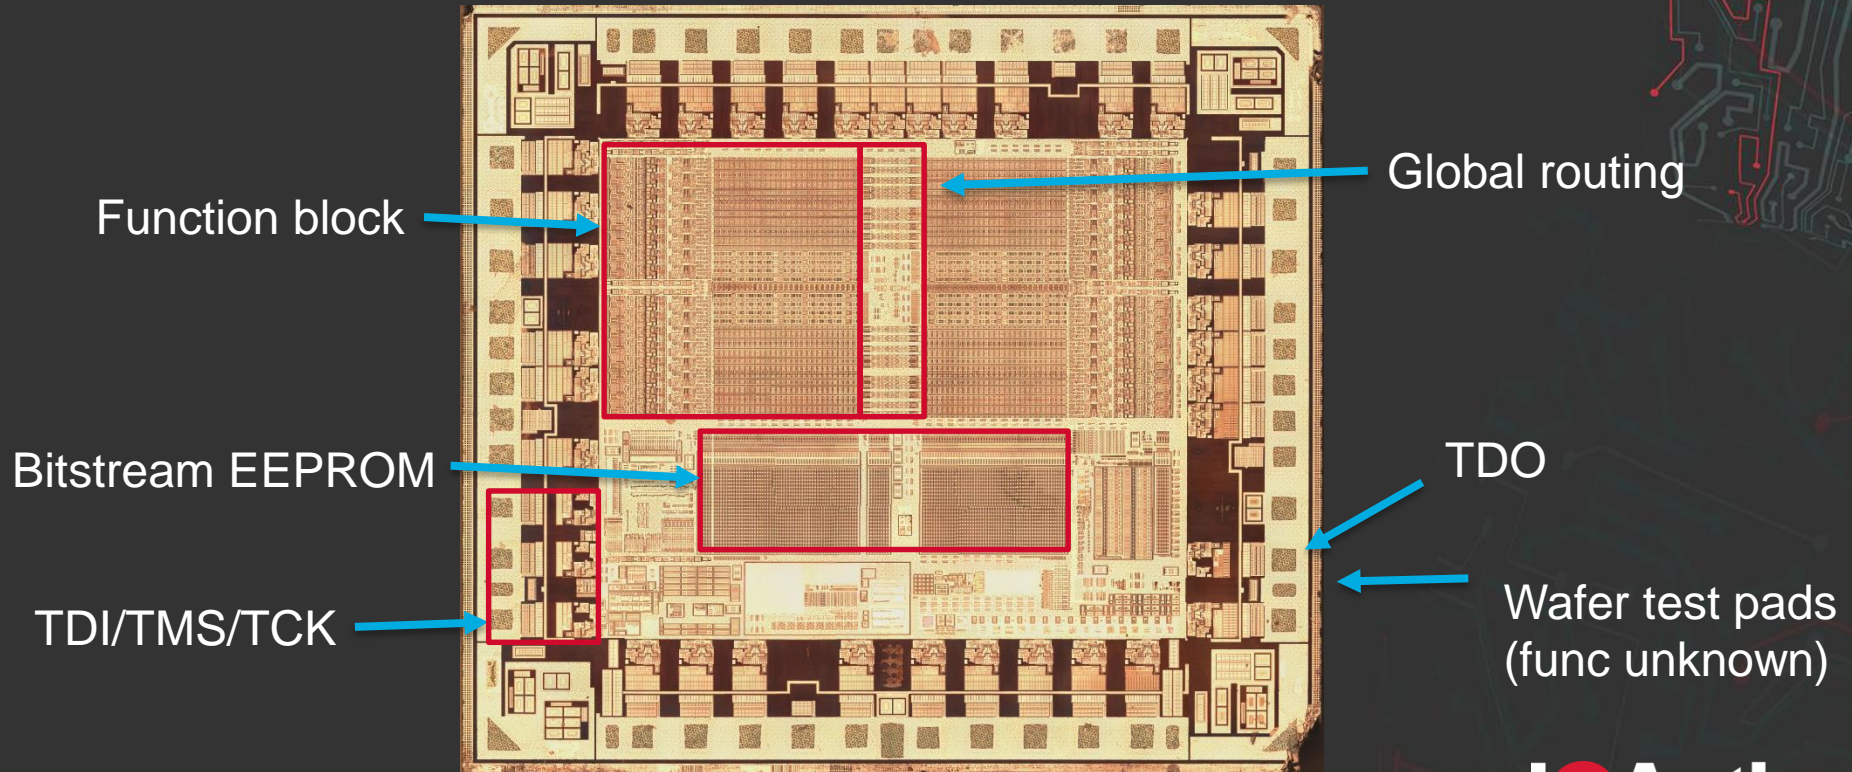 Function block
Global routing
Bitstream EEPROM
TDO
TDI/TMS/TCK
Wafer test pads
(func unknown)